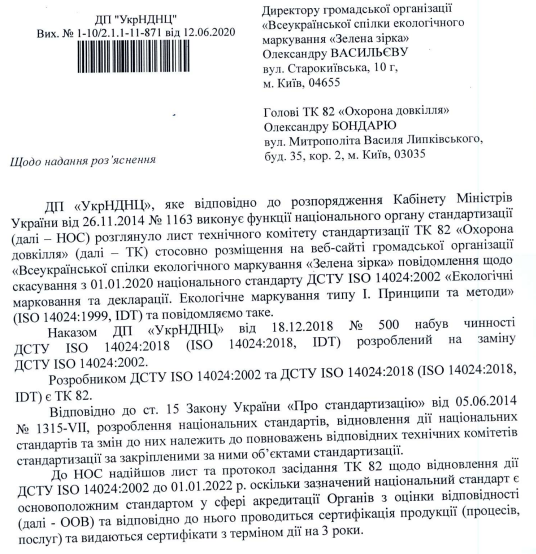 ДП "УкрНДНЦ"
Вих. № 1-10/2.1.1-11-871 від 12.06.2020
Директору громадської організації
«Всеукраїнської спілки екологічного
маркування «Зелена зірка»
Олександру ВАСИЛЬЄВУ
вул. Старокиївська, 10 г,
м. Київ, 04655
Голові ТК 82 «Охорона довкілля»
Олександру БОНДАРЮ
вул. Митрополіта Василя Липківського,
буд. 35, кор. 2, м. Київ, 03035
Щодо надання роз’яснення
ДП «УкрНДНЦ», яке відповідно до розпорядження Кабінету Міністрів
України від 26.11.2014 № 1163 виконує функції національного органу стандартизації
(далі – НОС) розглянуло лист технічного комітету стандартизації ТК 82 «Охорона
довкілля» (далі – ТК) стосовно розміщення на веб-сайті громадської організації
«Всеукраїнської спілки екологічного маркування «Зелена зірка» повідомлення щодо
скасування з 01.01.2020 національного стандарту ДСТУ ISO 14024:2002 «Екологічні
марковання та декларації. Екологічне маркування типу І. Принципи та методи»
(ISO 14024:1999, IDT) та повідомляємо таке.
Наказом ДП «УкрНДНЦ» від 18.12.2018 № 500 набув чинності
ДСТУ ISO 14024:2018 (ISO 14024:2018, IDT) розроблений на заміну
ДСТУ ISO 14024:2002.
Розробником ДСТУ ISO 14024:2002 та ДСТУ ISO 14024:2018 (ISO 14024:2018,
IDT) є ТК 82.
Відповідно до ст. 15 Закону України «Про стандартизацію» від 05.06.2014
№ 1315-VII, розроблення національних стандартів, відновлення дії національних
стандартів та змін до них належить до повноважень відповідних технічних комітетів
стандартизації за закріпленими за ними об’єктами стандартизації.
До НОС надійшов лист та протокол засідання ТК 82 щодо відновлення дії
ДСТУ ISO 14024:2002 до 01.01.2022 р. оскільки зазначений національний стандарт є
основоположним стандартом у сфері акредитації Органів з оцінки відповідності
(далі - ООВ) та відповідно до нього проводиться сертифікація продукції (процесів,
послуг) та видаються сертифікати з терміном дії на 3 роки.